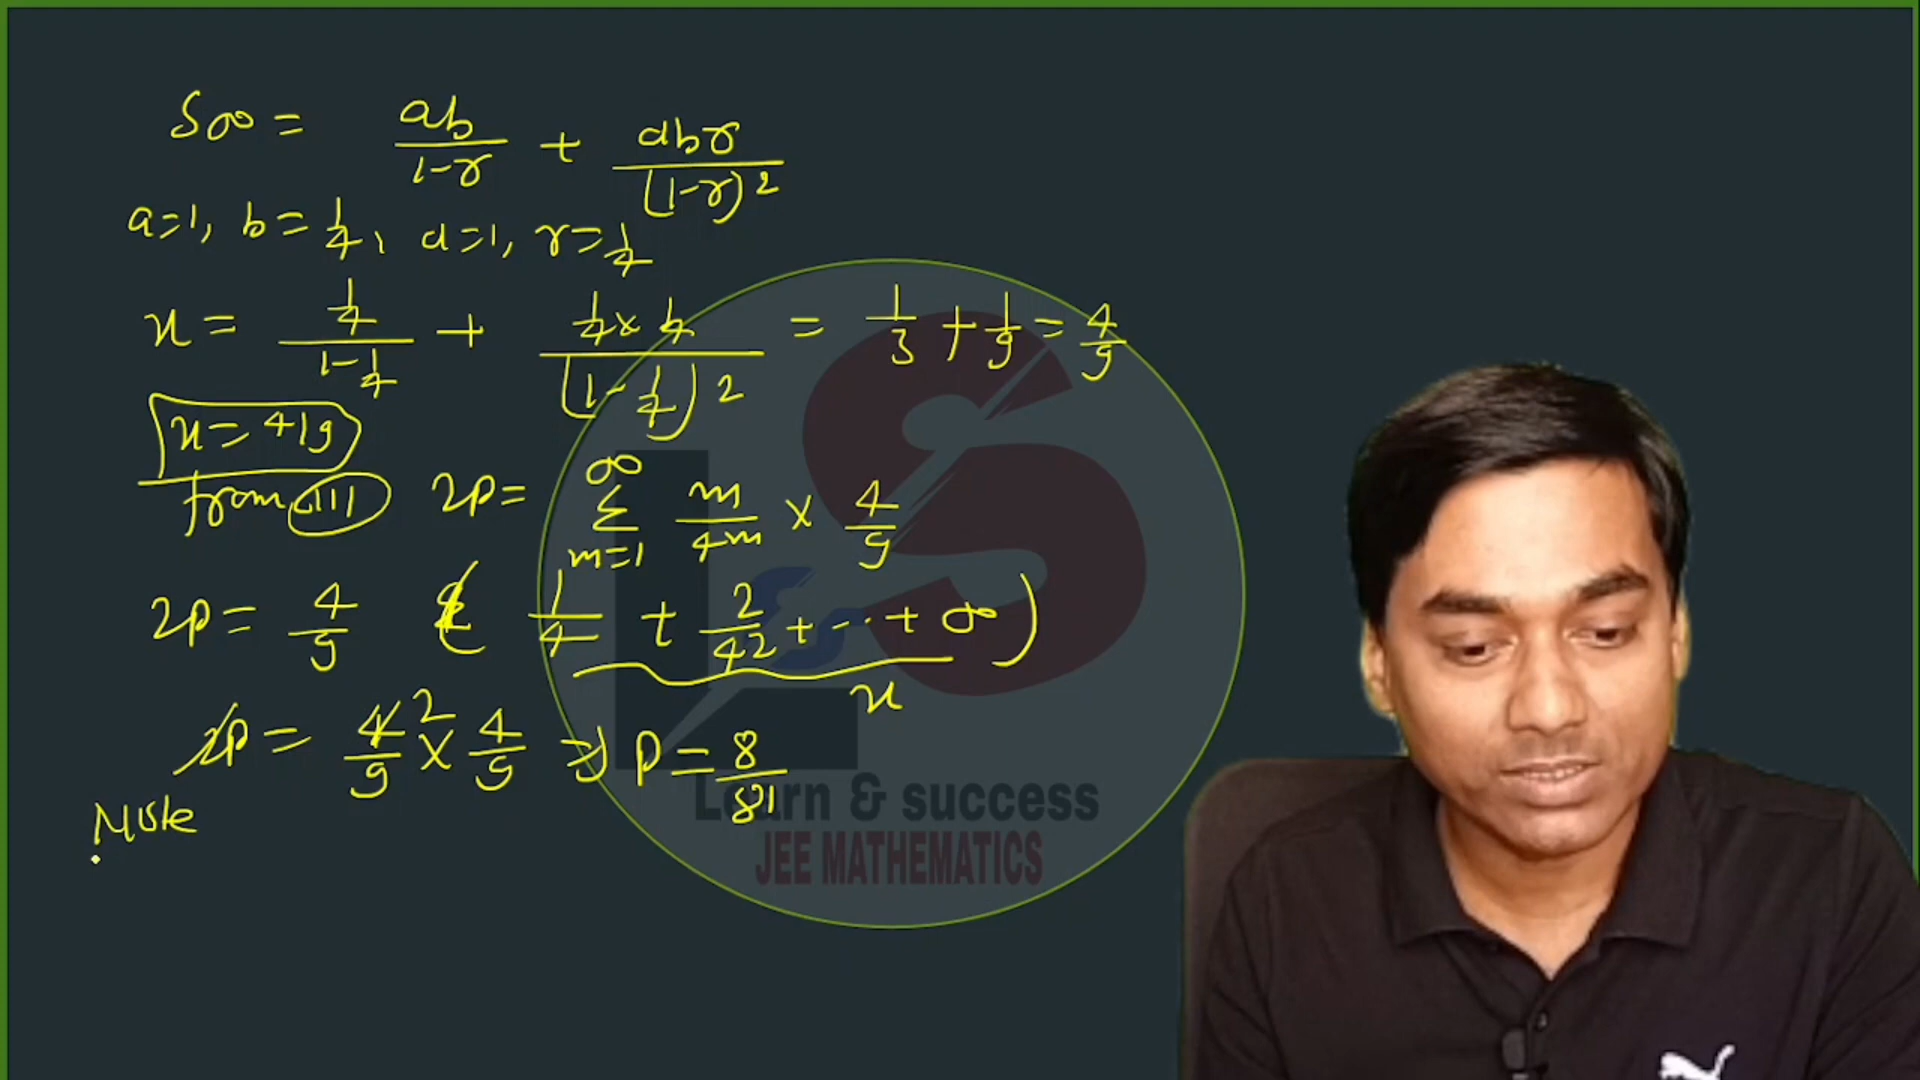 S∞ = ab/(1-r) + dbr/(1-r)²
a=1, b=1/4, d=1, r=1/4
x = (1/4)/(1-1/4) + (1/4×1/4)/(1-1/4)² = 1/3 + 1/9 = 4/9
x = 4/9
from (III) 2P = ∞ Σ m=1 m/4^m × 4/9
2P = 4/9 ( 1/4 + 2/4² + --- + ∞ )
x
2P = 4/9 × 4/9 2 ⇒ P = 8/81
Note
Learn & success
JEE MATHEMATICS